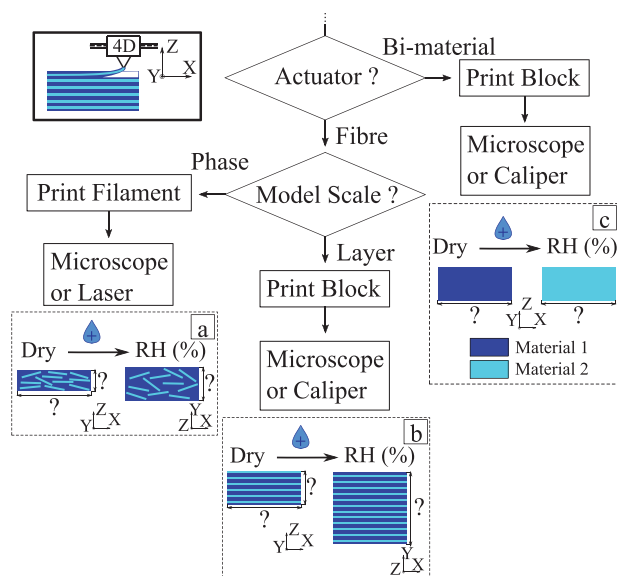 4D
Z
Y
X
Actuator ?
Bi-material
Print Block
Microscope
or Caliper
Fibre
Model Scale ?
Phase
Print Filament
Microscope
or Laser
Layer
Print Block
Microscope
or Caliper
a
+
Dry
RH (%)
?
?
?
Z
Y
X
Y
Z
X
b
+
Dry
RH (%)
?
?
?
Z
Y
X
Y
Z
X
c
+
Dry
RH (%)
?
?
Z
Y
X
Material 1
Material 2